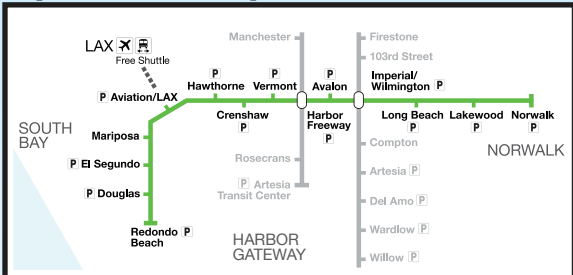 Manchester
Firestone
103rd Street
LAX
Free Shuttle
P Aviation/LAX
P
Hawthorne
P
Vermont
P
Avalon
Imperial/
Wilmington P
Crenshaw
P
Harbor
Freeway
P
Long Beach
P
Lakewood
P
Norwalk
P
SOUTH
BAY
Mariposa
P El Segundo
P Douglas
Redondo P
Beach
Rosecrans
P Artesia
Transit Center
HARBOR
GATEWAY
Compton
Artesia P
Del Amo P
Wardlow P
Willow P
NORWALK